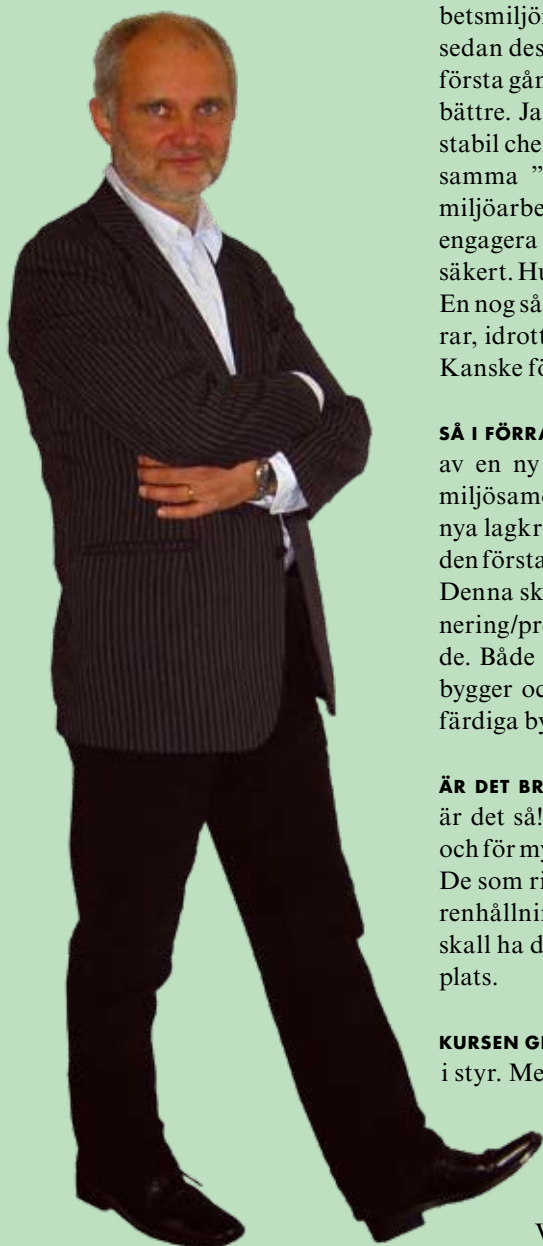 betsmiljön
sedan des
första gån
bättre. Ja
stabil che
samma ”
miljöarbe
engagera
säkert. Hu
En nog så
rar, idrott
Kanske fö
SÅ I FÖRRA
av en ny
miljösamo
nya lagkr
den första
Denna sk
nering/pro
de. Både
bygger oc
färdiga by
ÄR DET BR
är det så!
och för my
De som ri
renhållnin
skall ha d
plats.
KURSEN GE
i styr. Me
V